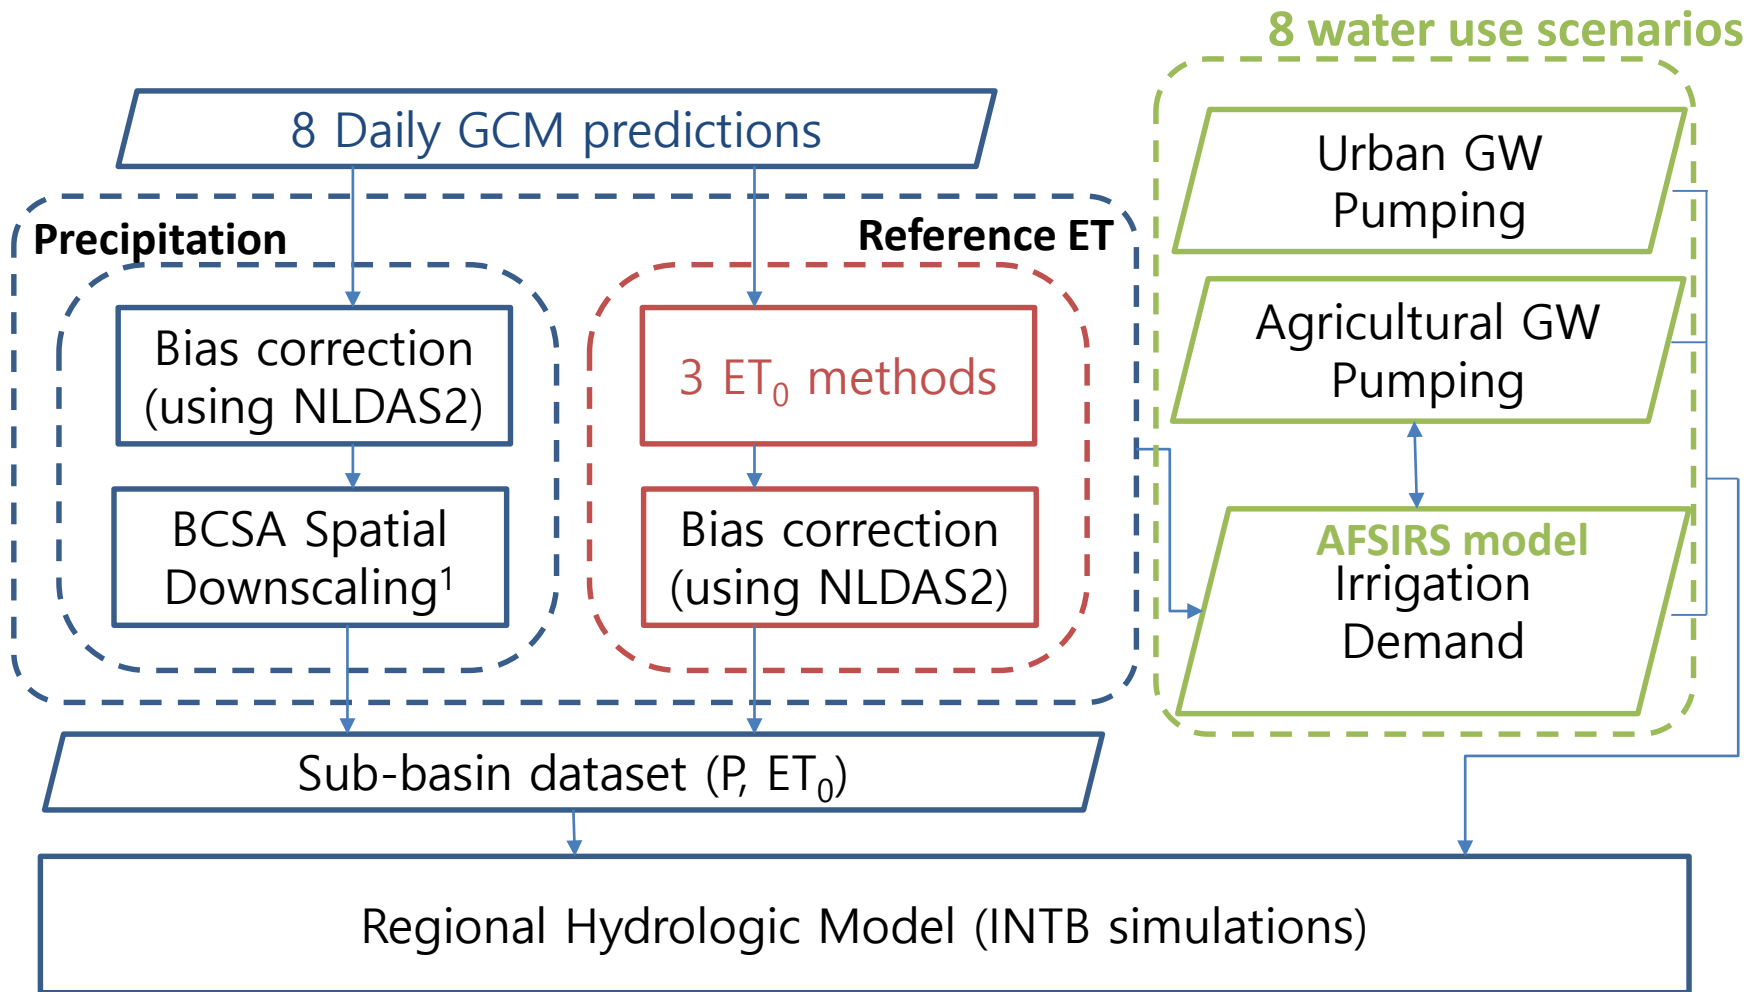 8 water use scenarios
8 Daily GCM predictions
Precipitation
Reference ET
Bias correction
(using NLDAS2)
BCSA Spatial
Downscaling¹
3 ET₀ methods
Bias correction
(using NLDAS2)
Urban GW
Pumping
Agricultural GW
Pumping
AFSIRS model
Irrigation
Demand
Sub-basin dataset (P, ET₀)
Regional Hydrologic Model (INTB simulations)